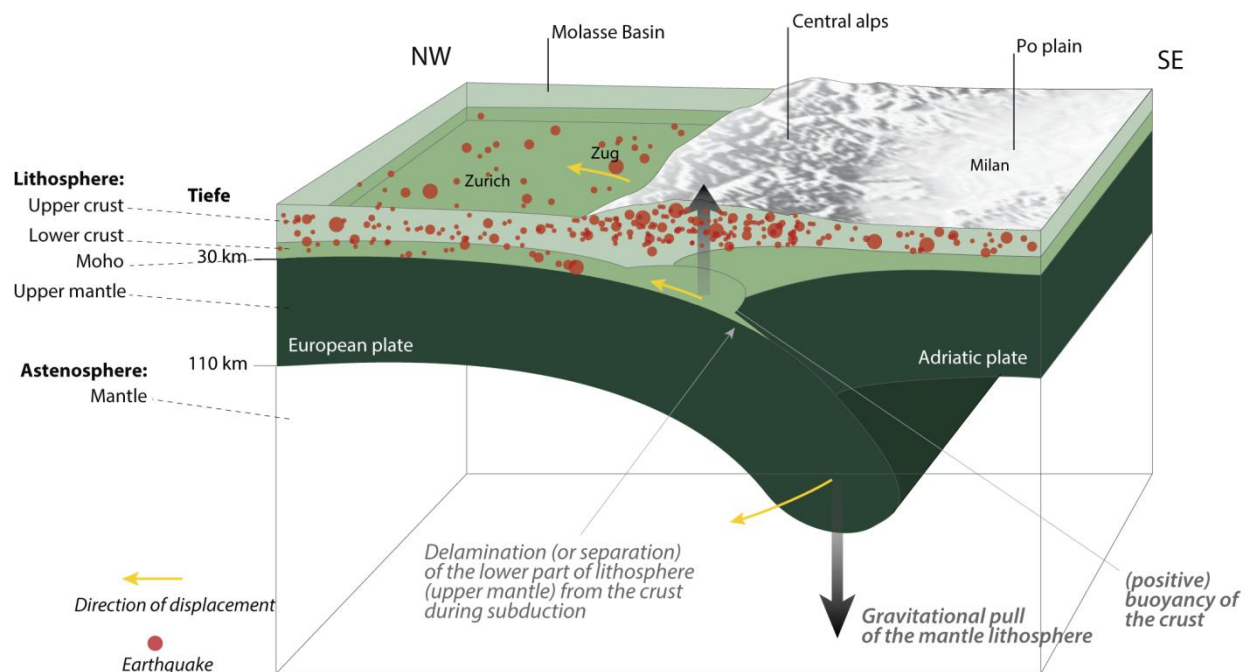 Molasse Basin
Central alps
Po plain
NW
SE
Zug
Zurich
Milan
Lithosphere:
Tiefe
Upper crust
Lower crust
Moho
30 km
Upper mantle
European plate
Adriatic plate
110 km
Astenosphere:
Mantle
Delamination (or separation)
of the lower part of lithosphere
(upper mantle) from the crust
during subduction
(positive)
buoyancy of
the crust
Gravitational pull
of the mantle lithosphere
Direction of displacement
Earthquake